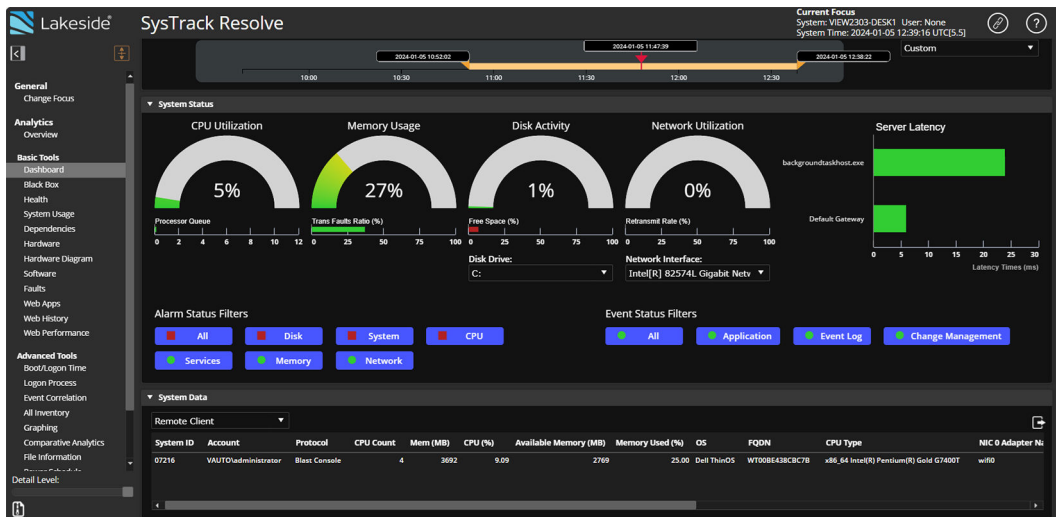 Lakeside®
SysTrack Resolve
Current Focus
System: VIEW2303-DESK1 User: None
System Time: 2024-01-05 12:39:16 UTC[5.5]
?
General
Change Focus
Analytics
Overview
Basic Tools
Dashboard
Black Box
Health
System Usage
Dependencies
Hardware
Hardware Diagram
Software
Faults
Web Apps
Web History
Web Performance
Advanced Tools
Boot/Logon Time
Logon Process
Event Correlation
All Inventory
Graphing
Comparative Analytics
File Information
Detail Level:
2024-01-05 11:47:39
2024-01-05 10:52:02
2024-01-05 12:38:22
Custom
10:00 10:30 11:00 11:30 12:00 12:30
System Status
CPU Utilization
5%
Processor Queue
0 2 4 6 8 10 12
Memory Usage
27%
Trans Faults Ratio (%)
0 25 50 75 100
Disk Activity
1%
Free Space (%)
0 25 50 75 100
Disk Drive:
C:
Network Utilization
0%
Retransmit Rate (%)
0 25 50 75 100
Network Interface:
Intel[R] 82574L Gigabit Netv
Server Latency
backgroundtaskhost.exe
Default Gateway
0 5 10 15 20 25 30
Latency Times (ms)
Alarm Status Filters
All Disk System CPU
Services Memory Network
Event Status Filters
All Application Event Log Change Management
System Data
Remote Client
System ID Account Protocol CPU Count Mem (MB) CPU (%) Available Memory (MB) Memory Used (%) OS FQDN CPU Type NIC 0 Adapter Na
07216 VAUTO\administrator Blast Console 4 3692 9.09 2769 25.00 Dell ThinOS WT00BE438CBC7B x86_64 Intel(R) Pentium(R) Gold G7400T wifi0